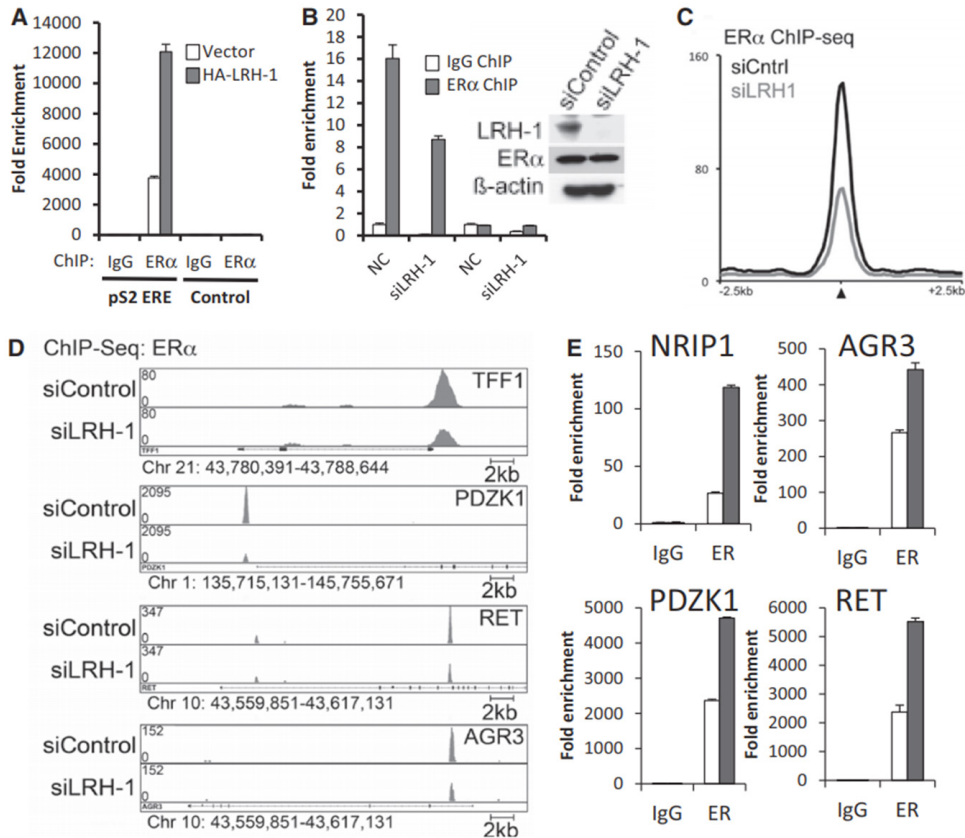 A
14000
12000
10000
8000
6000
4000
2000
0
Fold Enrichment
Vector
HA-LRH-1
ChIP: IgG ERα IgG ERα
pS2 ERE Control
B
20
18
16
14
12
10
8
6
4
2
0
Fold enrichment
IgG ChIP
ERα ChIP
NC
siLRH-1
NC
siLRH-1
siControl
siLRH-1
LRH-1
ERα
ß-actin
C
ERα ChIP-seq
siCntrl
siLRH1
160
80
0
-2.5kb
+2.5kb
D
ChIP-Seq: ERα
siControl
80
0
TFF1
siLRH-1
80
0
TFF1
Chr 21: 43,780,391-43,788,644
2kb
siControl
2095
0
PDZK1
siLRH-1
2095
0
PDZK1
Chr 1: 135,715,131-145,755,671
2kb
siControl
347
0
RET
siLRH-1
347
0
RET
Chr 10: 43,559,851-43,617,131
2kb
siControl
152
0
AGR3
siLRH-1
152
0
AGR3
Chr 10: 43,559,851-43,617,131
2kb
E
NRIP1
150
100
50
0
Fold enrichment
IgG ER
AGR3
500
400
300
200
100
0
Fold enrichment
IgG ER
PDZK1
5000
4000
3000
2000
1000
0
Fold enrichment
IgG ER
RET
6000
5000
4000
3000
2000
1000
0
Fold enrichment
IgG ER